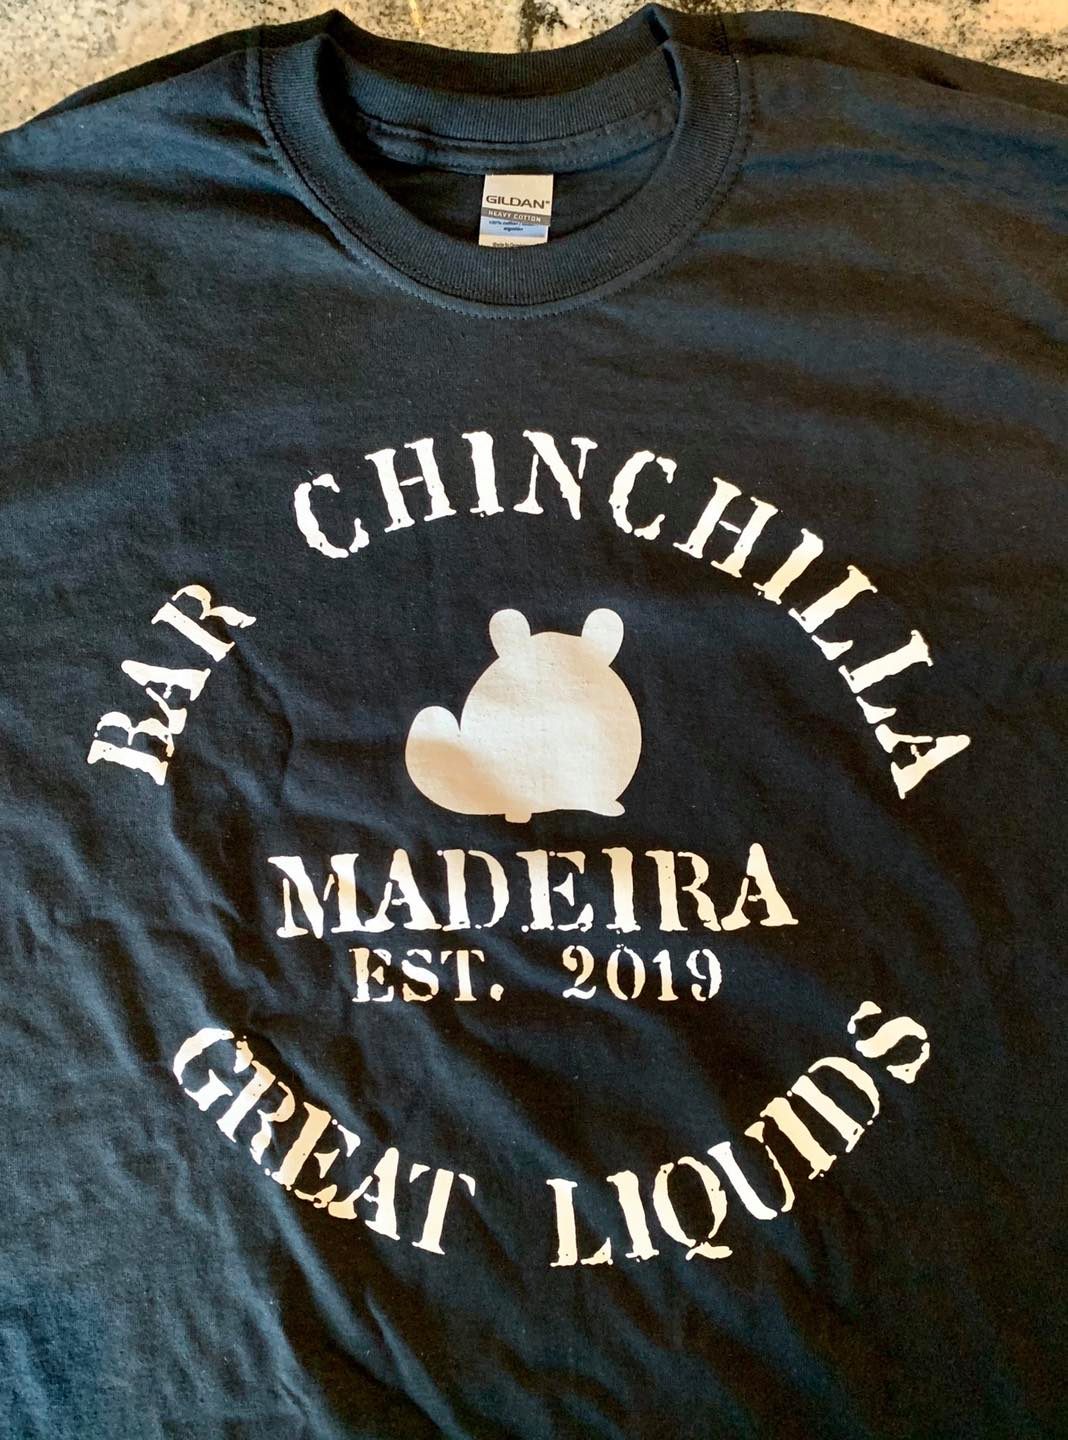 GILDAN®
HEAVY COTTON
BAR CHINCHILLA
MADEIRA
EST. 2019
GREAT LIQUIDS